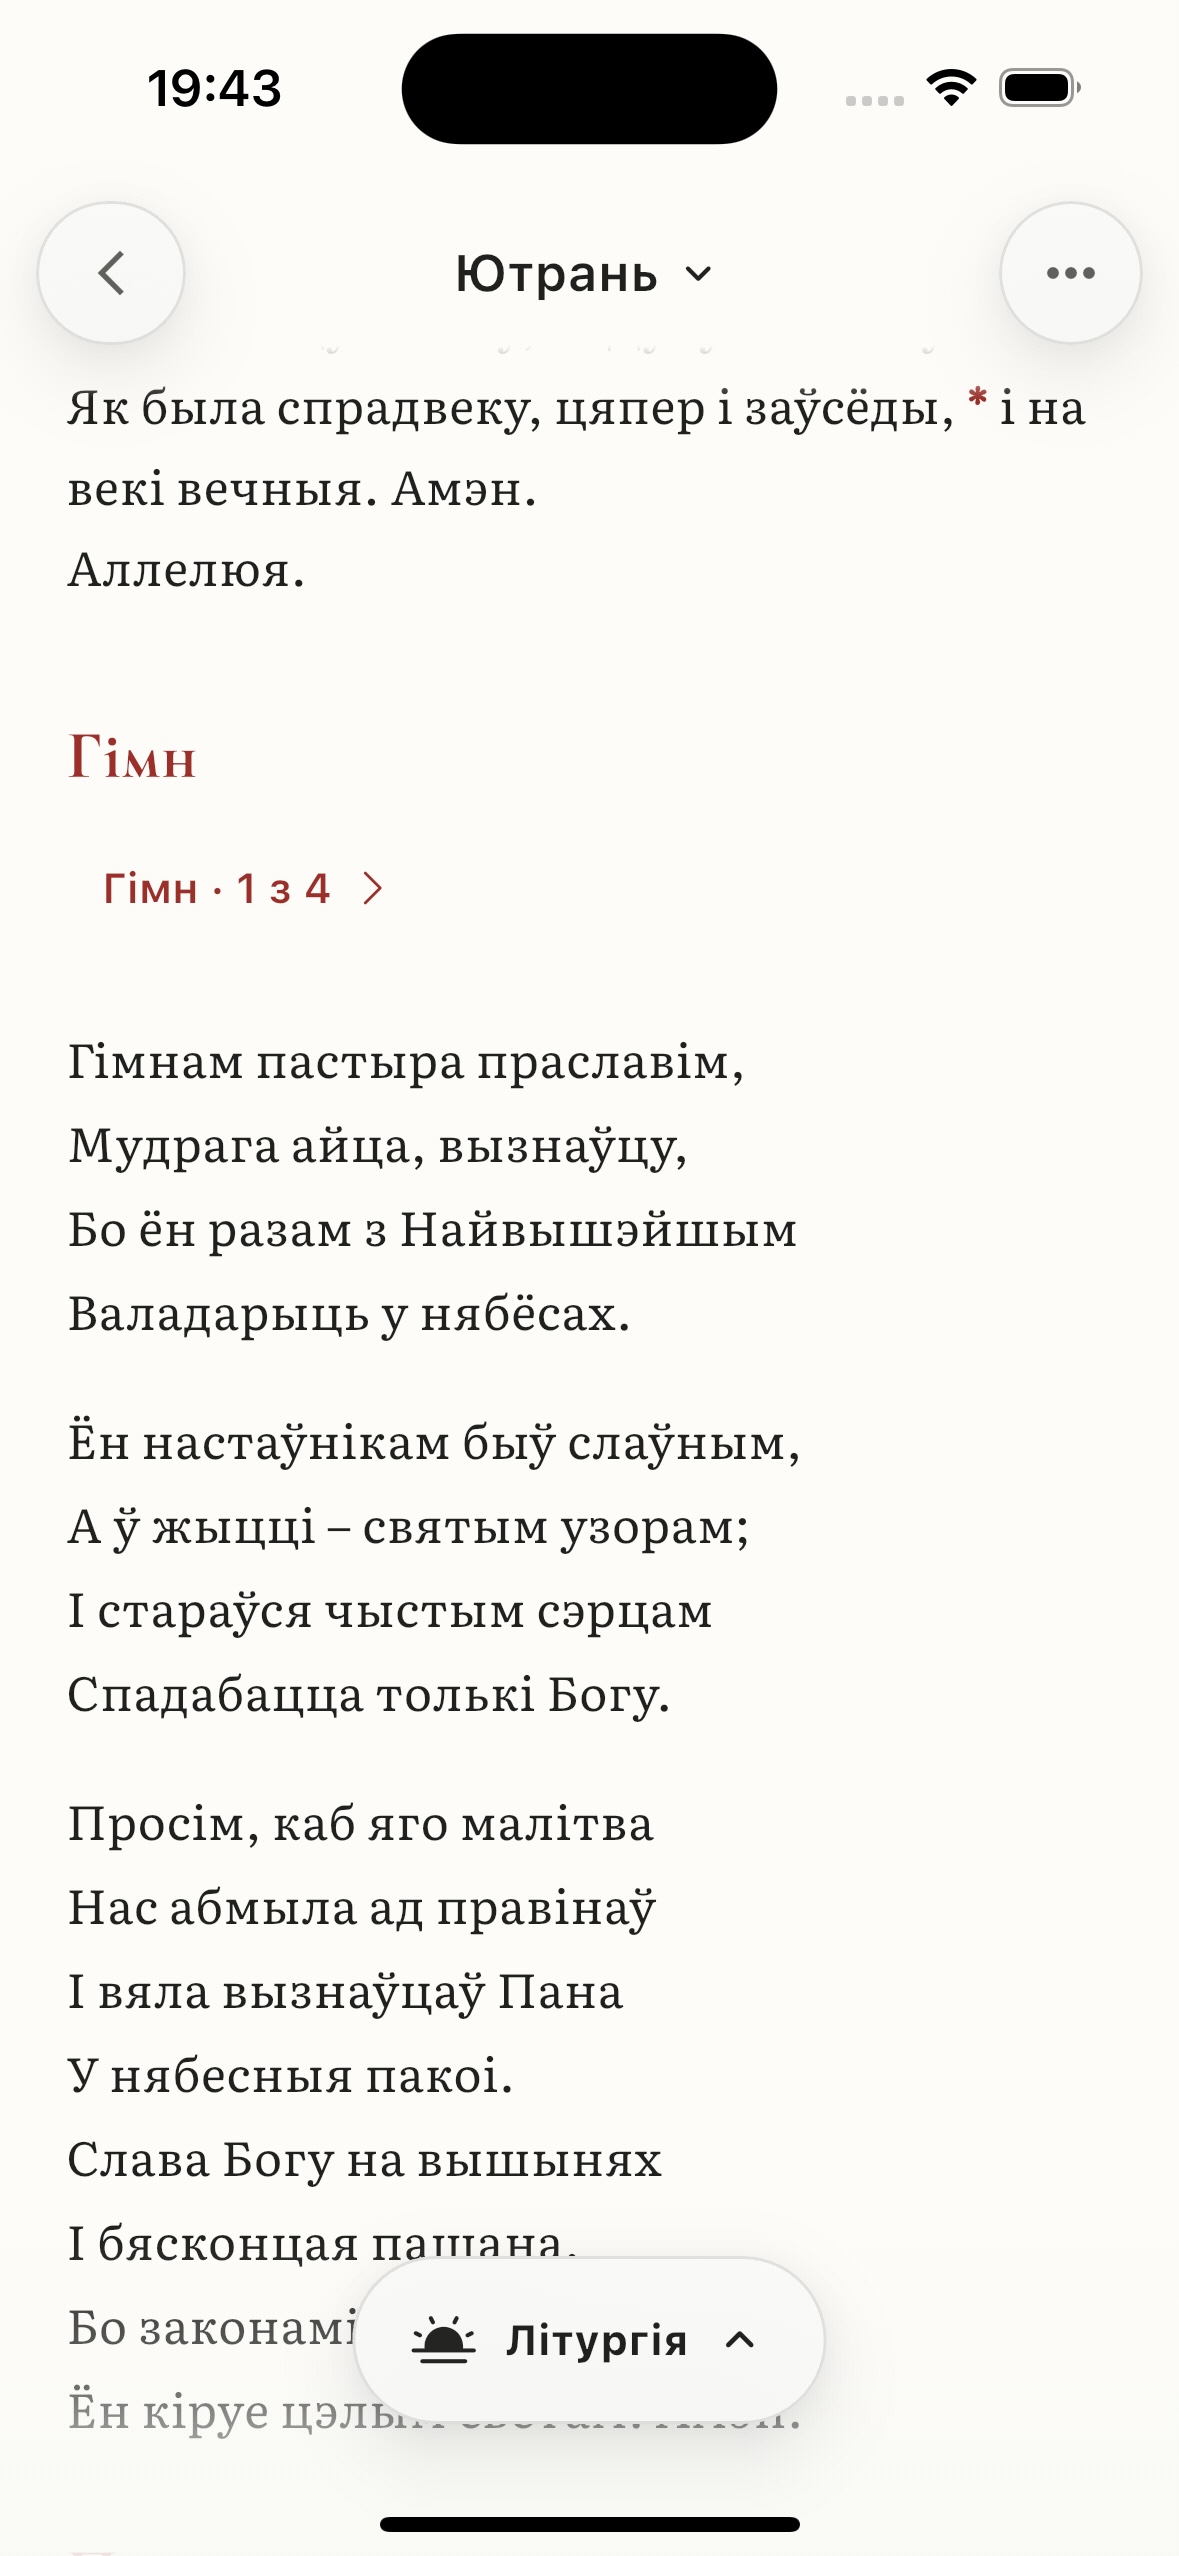 19:43
Ютрань
Як была спрадвеку, цяпер і заўсёды, * і на
векі вечныя. Амэн.
Аллелюя.
Гімн
Гімн · 1 з 4
Гімнам пастыра праславім,
Мудрага айца, вызнаўцу,
Бо ён разам з Найвышэйшым
Валадарыць у нябёсах.
Ён настаўнікам быў слаўным,
А ў жыцці – святым узорам;
І стараўся чыстым сэрцам
Спадабацца толькі Богу.
Просім, каб яго малітва
Нас абмыла ад правінаў
І вяла вызнаўцаў Пана
У нябесныя пакоі.
Слава Богу на вышынях
І бясконцая пашана,
Бо законамі
Ён кіруе цэлым
Літургія